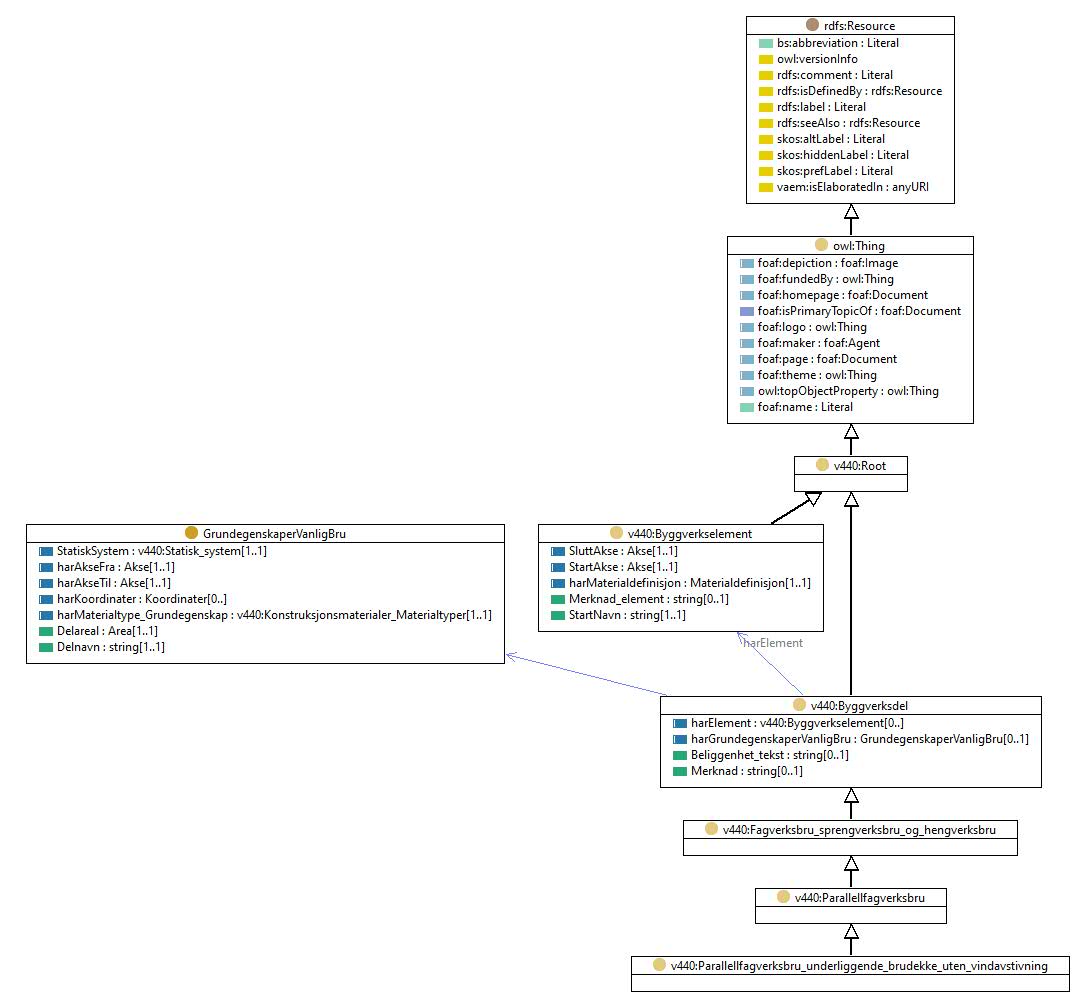 rdfs:Resource
bs:abbreviation : Literal
owl:versionInfo
rdfs:comment : Literal
rdfs:isDefinedBy : rdfs:Resource
rdfs:label : Literal
rdfs:seeAlso : rdfs:Resource
skos:altLabel : Literal
skos:hiddenLabel : Literal
skos:prefLabel : Literal
vaem:isElaboratedIn : anyURI
owl:Thing
foaf:depiction : foaf:Image
foaf:fundedBy : owl:Thing
foaf:homepage : foaf:Document
foaf:isPrimaryTopicOf : foaf:Document
foaf:logo : owl:Thing
foaf:maker : foaf:Agent
foaf:page : foaf:Document
foaf:theme : owl:Thing
owl:topObjectProperty : owl:Thing
foaf:name : Literal
v440:Root
GrundegenskaperVanligBru
StatiskSystem : v440:Statisk_system[1..1]
harAkseFra : Akse[1..1]
harAkseTil : Akse[1..1]
harKoordinater : Koordinater[0..]
harMaterialtype_Grundegenskap : v440:Konstruksjonsmaterialer_Materialtyper[1..1]
Delareal : Area[1..1]
Delnavn : string[1..1]
v440:Byggverkselement
SluttAkse : Akse[1..1]
StartAkse : Akse[1..1]
harMaterialdefinisjon : Materialdefinisjon[1..1]
Merknad_element : string[0..1]
StartNavn : string[1..1]
harElement
v440:Byggverksdel
harElement : v440:Byggverkselement[0..]
harGrundegenskaperVanligBru : GrundegenskaperVanligBru[0..1]
Beliggenhet_tekst : string[0..1]
Merknad : string[0..1]
v440:Fagverksbru_sprengverksbru_og_hengverksbru
v440:Parallellfagverksbru
v440:Parallellfagverksbru_underliggende_brudekke_uten_vindavstivning